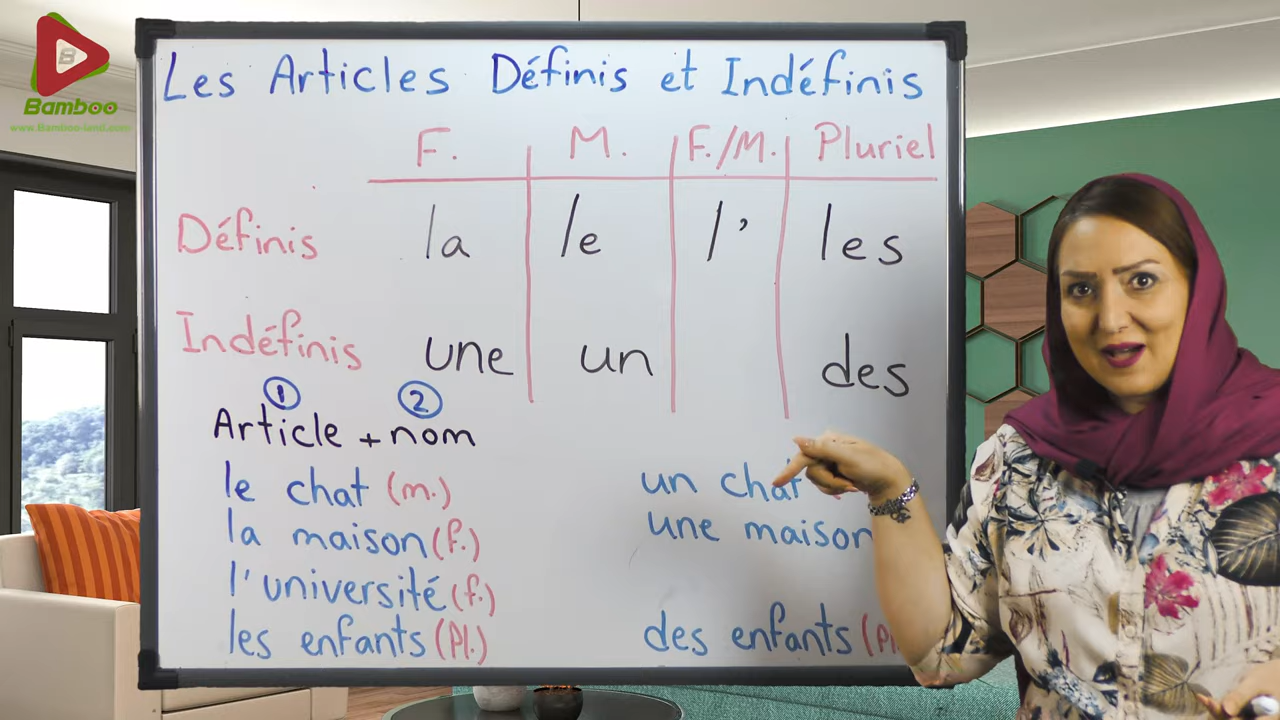 Bamboo
www.Bamboo-land.com
Les Articles Définis et Indéfinis
F. M. F./M. Pluriel
Définis la le l' les
Indéfinis une un des
1 2
Article + nom
le chat (m.) un chat
la maison (f.) une maison
l'université (f.)
les enfants (Pl.) des enfants